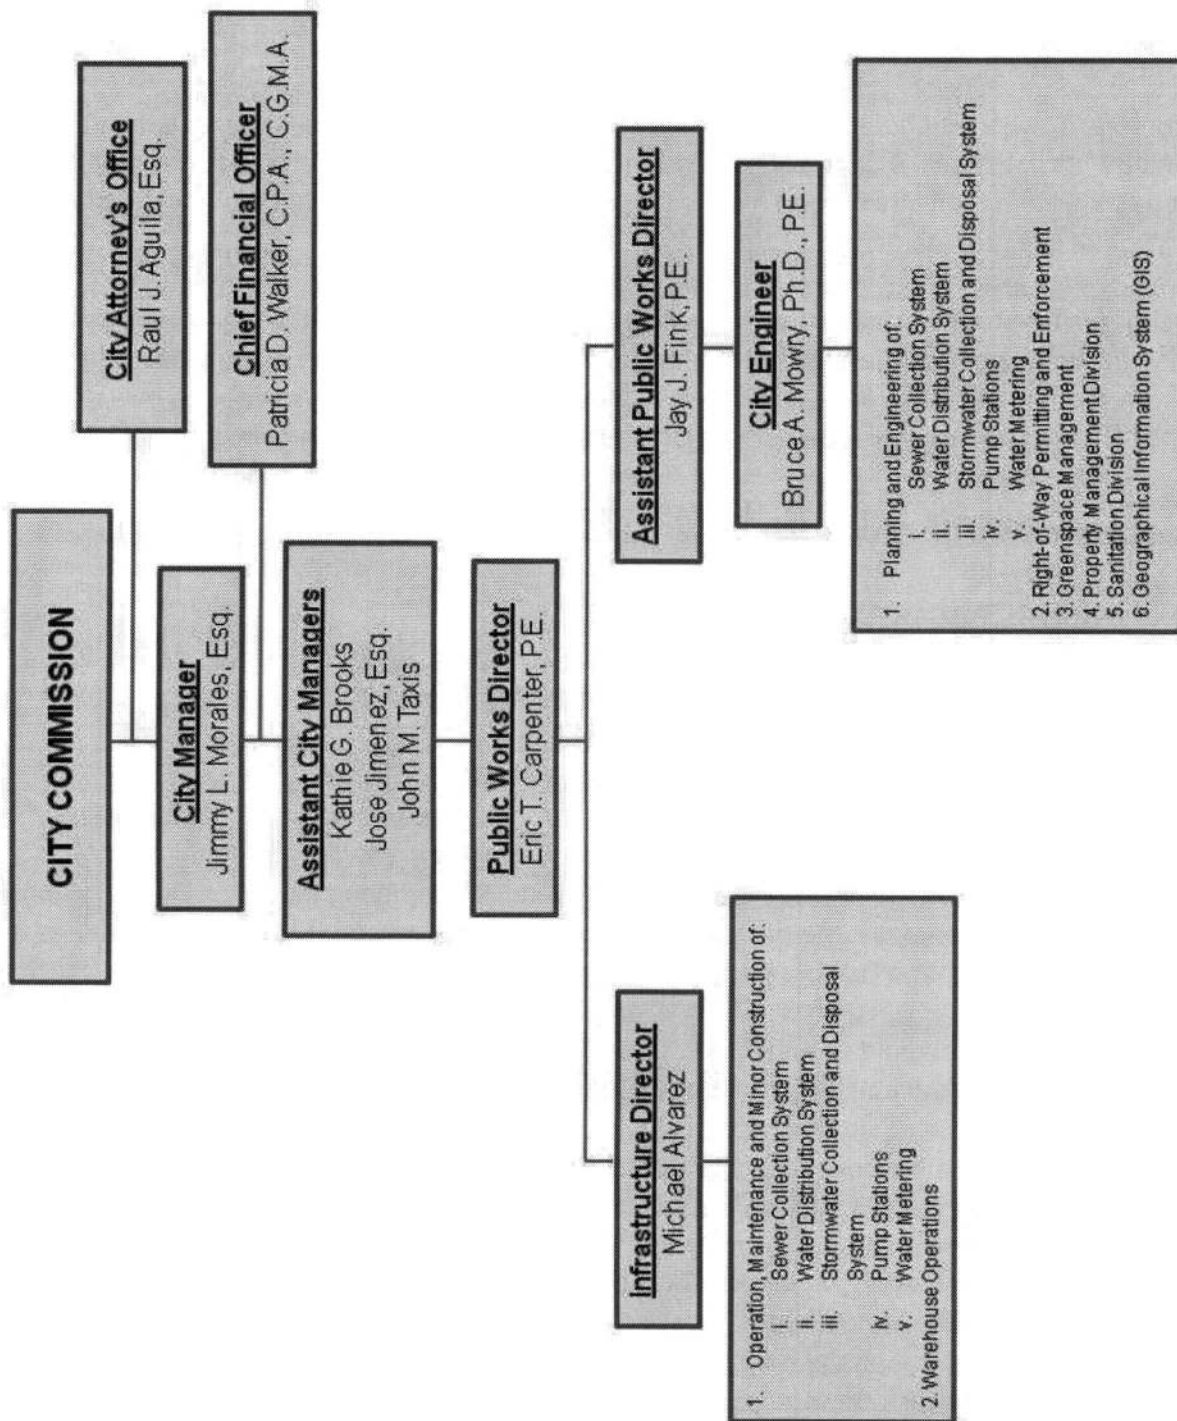 CITY COMMISSION
City Attorney's Office
Raul J. Aguila, Esq.
City Manager
Jimmy L. Morales, Esq.
Chief Financial Officer
Patricia D. Walker, C.P.A., C.G.M.A.
Assistant City Managers
Kathie G. Brooks
Jose Jimenez, Esq.
John M. Taxis
Public Works Director
Eric T. Carpenter, P.E.
Infrastructure Director
Michael Alvarez
1. Operation, Maintenance and Minor Construction of:
i. Sewer Collection System
ii. Water Distribution System
iii. Stormwater Collection and Disposal
System
iv. Pump Stations
v. Water Metering
2. Warehouse Operations
Assistant Public Works Director
Jay J. Fink, P.E.
City Engineer
Bruce A. Mowry, Ph.D., P.E.
1. Planning and Engineering of:
i. Sewer Collection System
ii. Water Distribution System
iii. Stormwater Collection and Disposal System
iv. Pump Stations
v. Water Metering
2. Right-of-Way Permitting and Enforcement
3. Greenspace Management
4. Property Management Division
5. Sanitation Division
6. Geographical Information System (GIS)